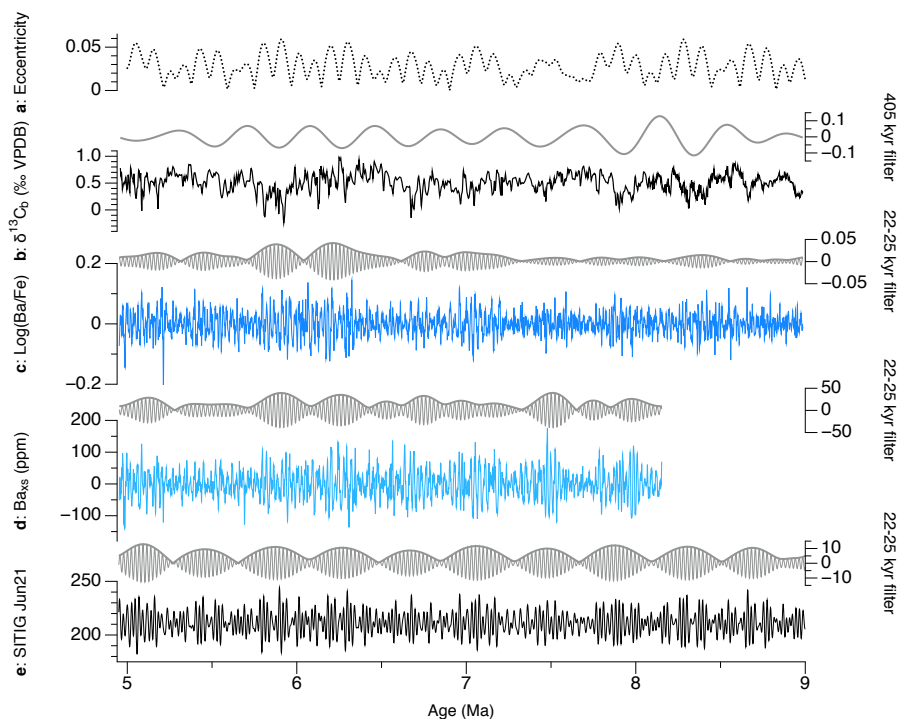 a: Eccentricity
0.05
0
405 kyr filter
0.1
0
−0.1
b: δ¹³Cb (‰ VPDB)
1.0
0.5
0
22-25 kyr filter
0.05
0
−0.05
c: Log(Ba/Fe)
0.2
0
−0.2
22-25 kyr filter
50
0
−50
d: Baxs (ppm)
200
100
0
−100
22-25 kyr filter
10
0
−10
e: SITIG Jun21
250
200
5 6 7 8 9
Age (Ma)